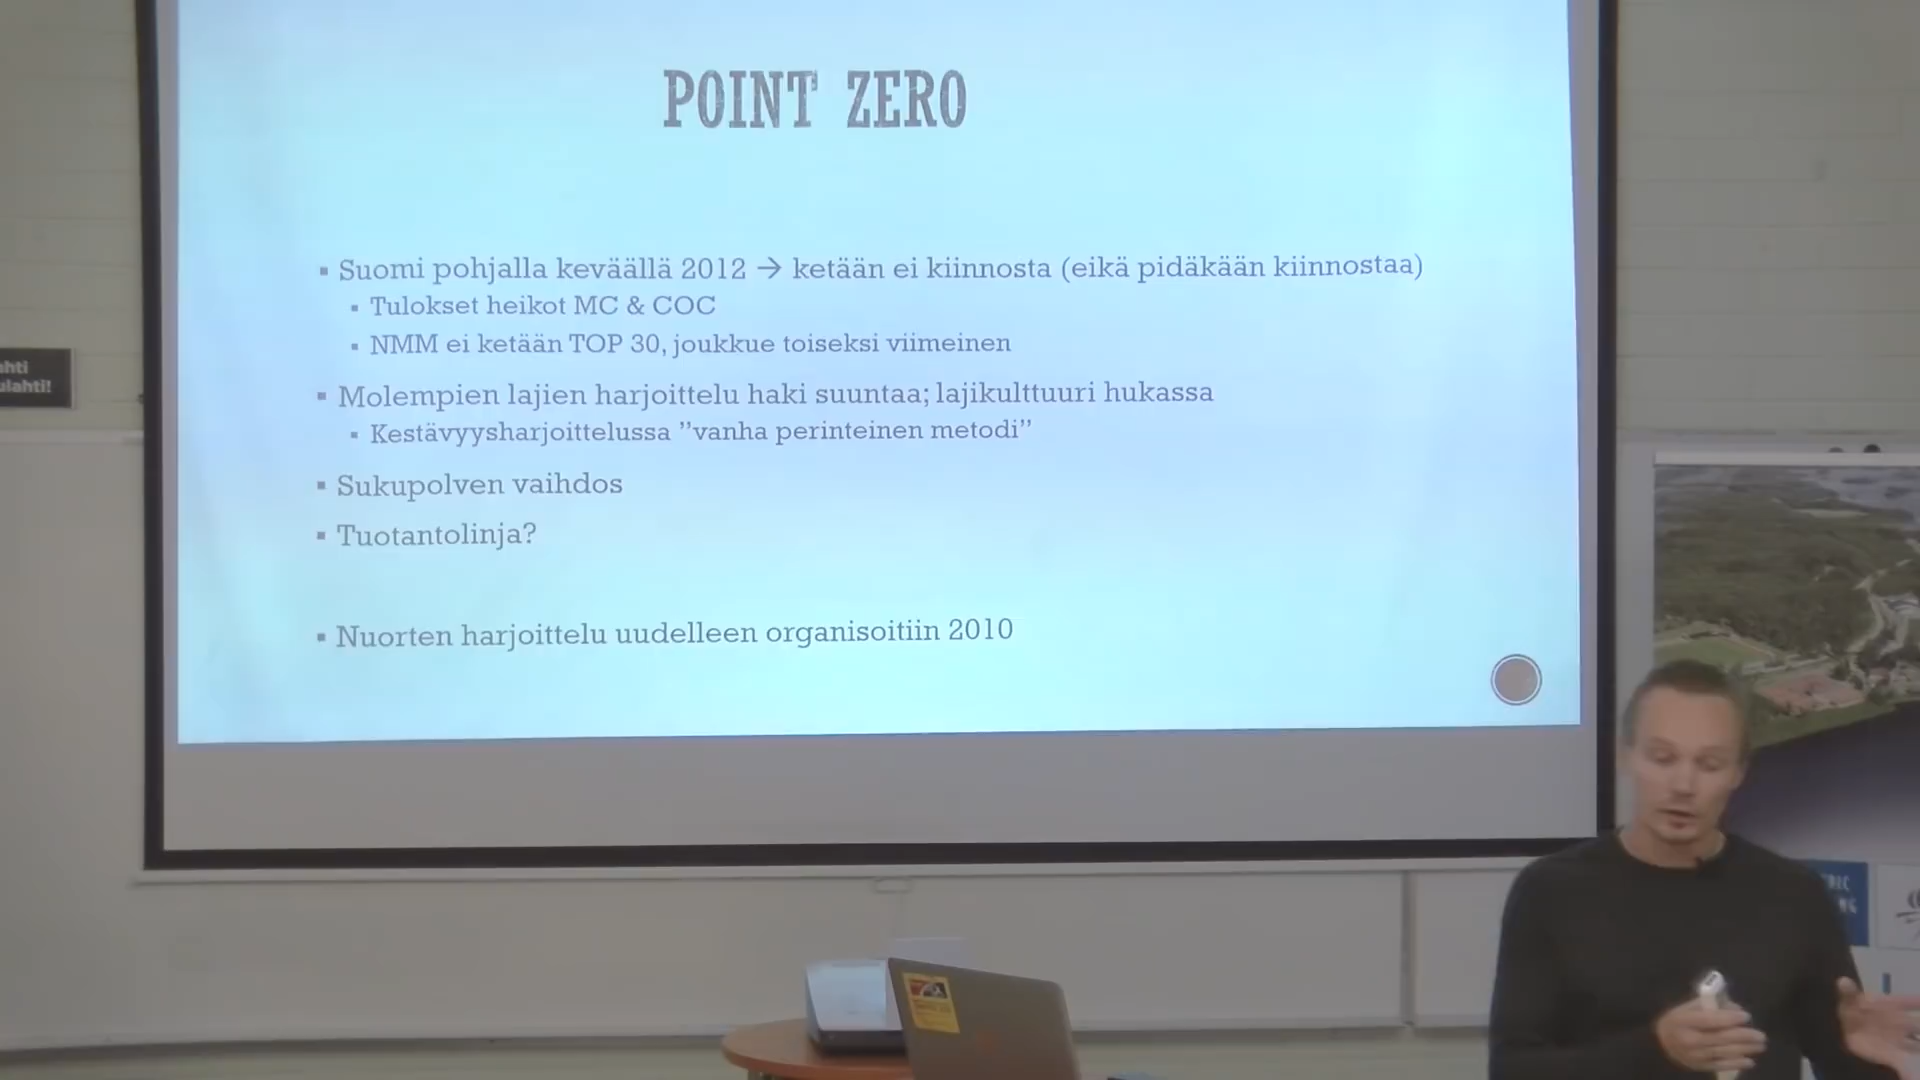 POINT ZERO
Suomi pohjalla keväällä 2012 → ketään ei kiinnosta (eikä pidäkään kiinnostaa)
Tulokset heikot MC & COC
NMM ei ketään TOP 30, joukkue toiseksi viimeinen
Molempien lajien harjoittelu haki suuntaa; lajikulttuuri hukassa
Kestävyysharjoittelussa ”vanha perinteinen metodi”
Sukupolven vaihdos
Tuotantolinja?
Nuorten harjoittelu uudelleen organisoitiin 2010
ahti
ulahti!